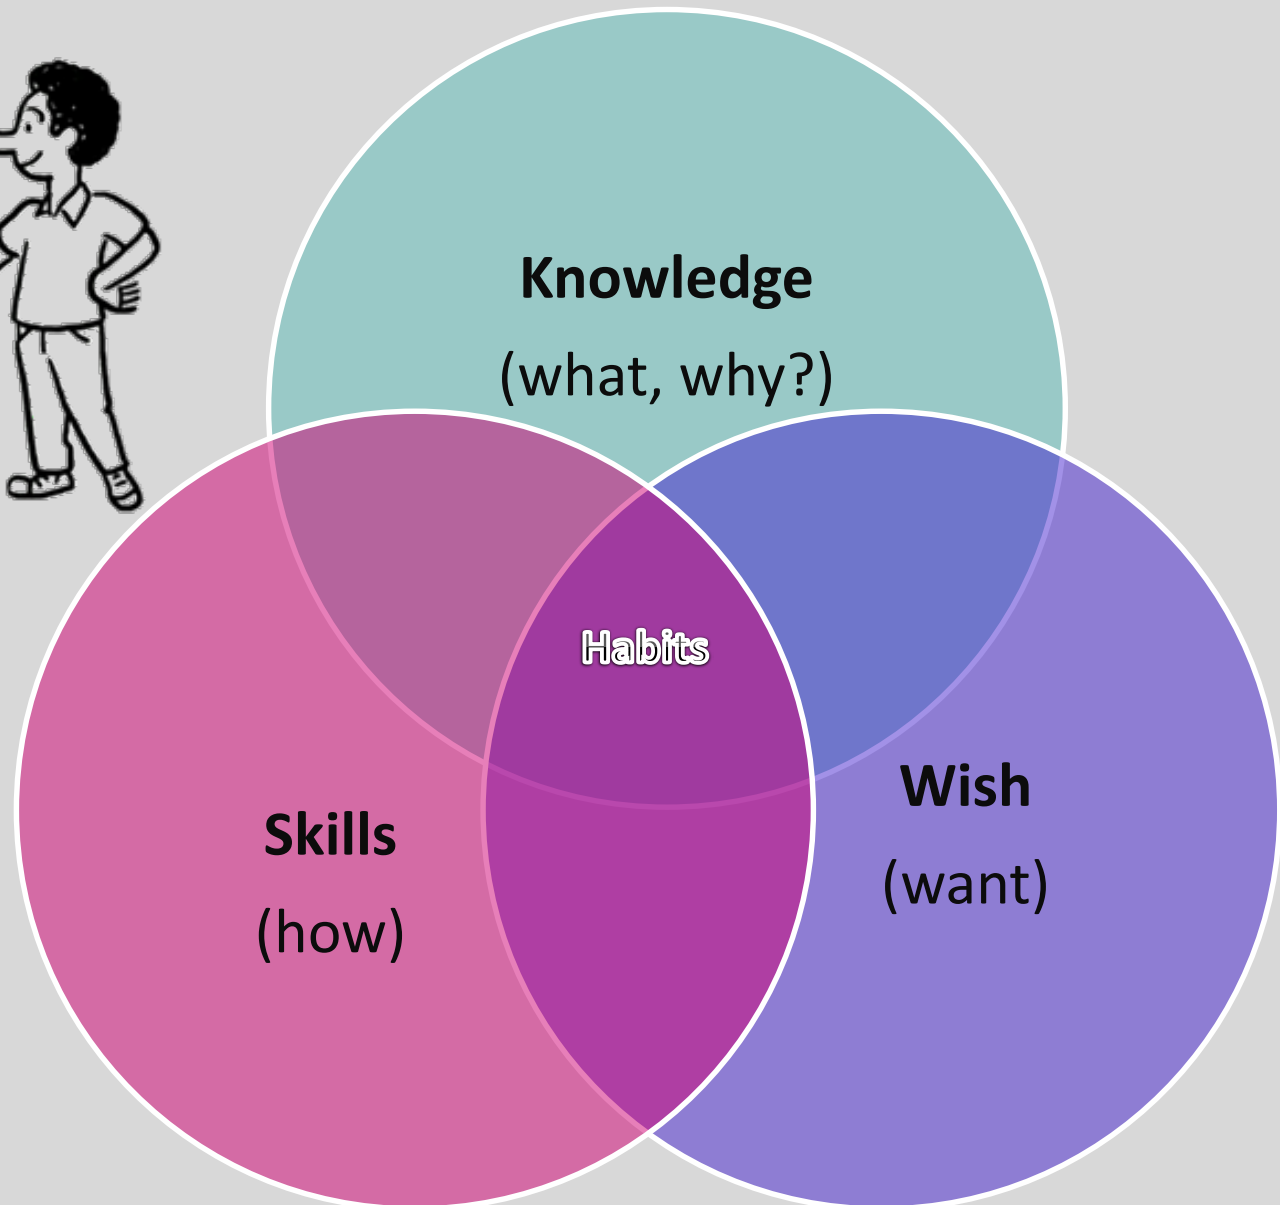 Knowledge
(what, why?)
Habits
Wish
(want)
Skills
(how)